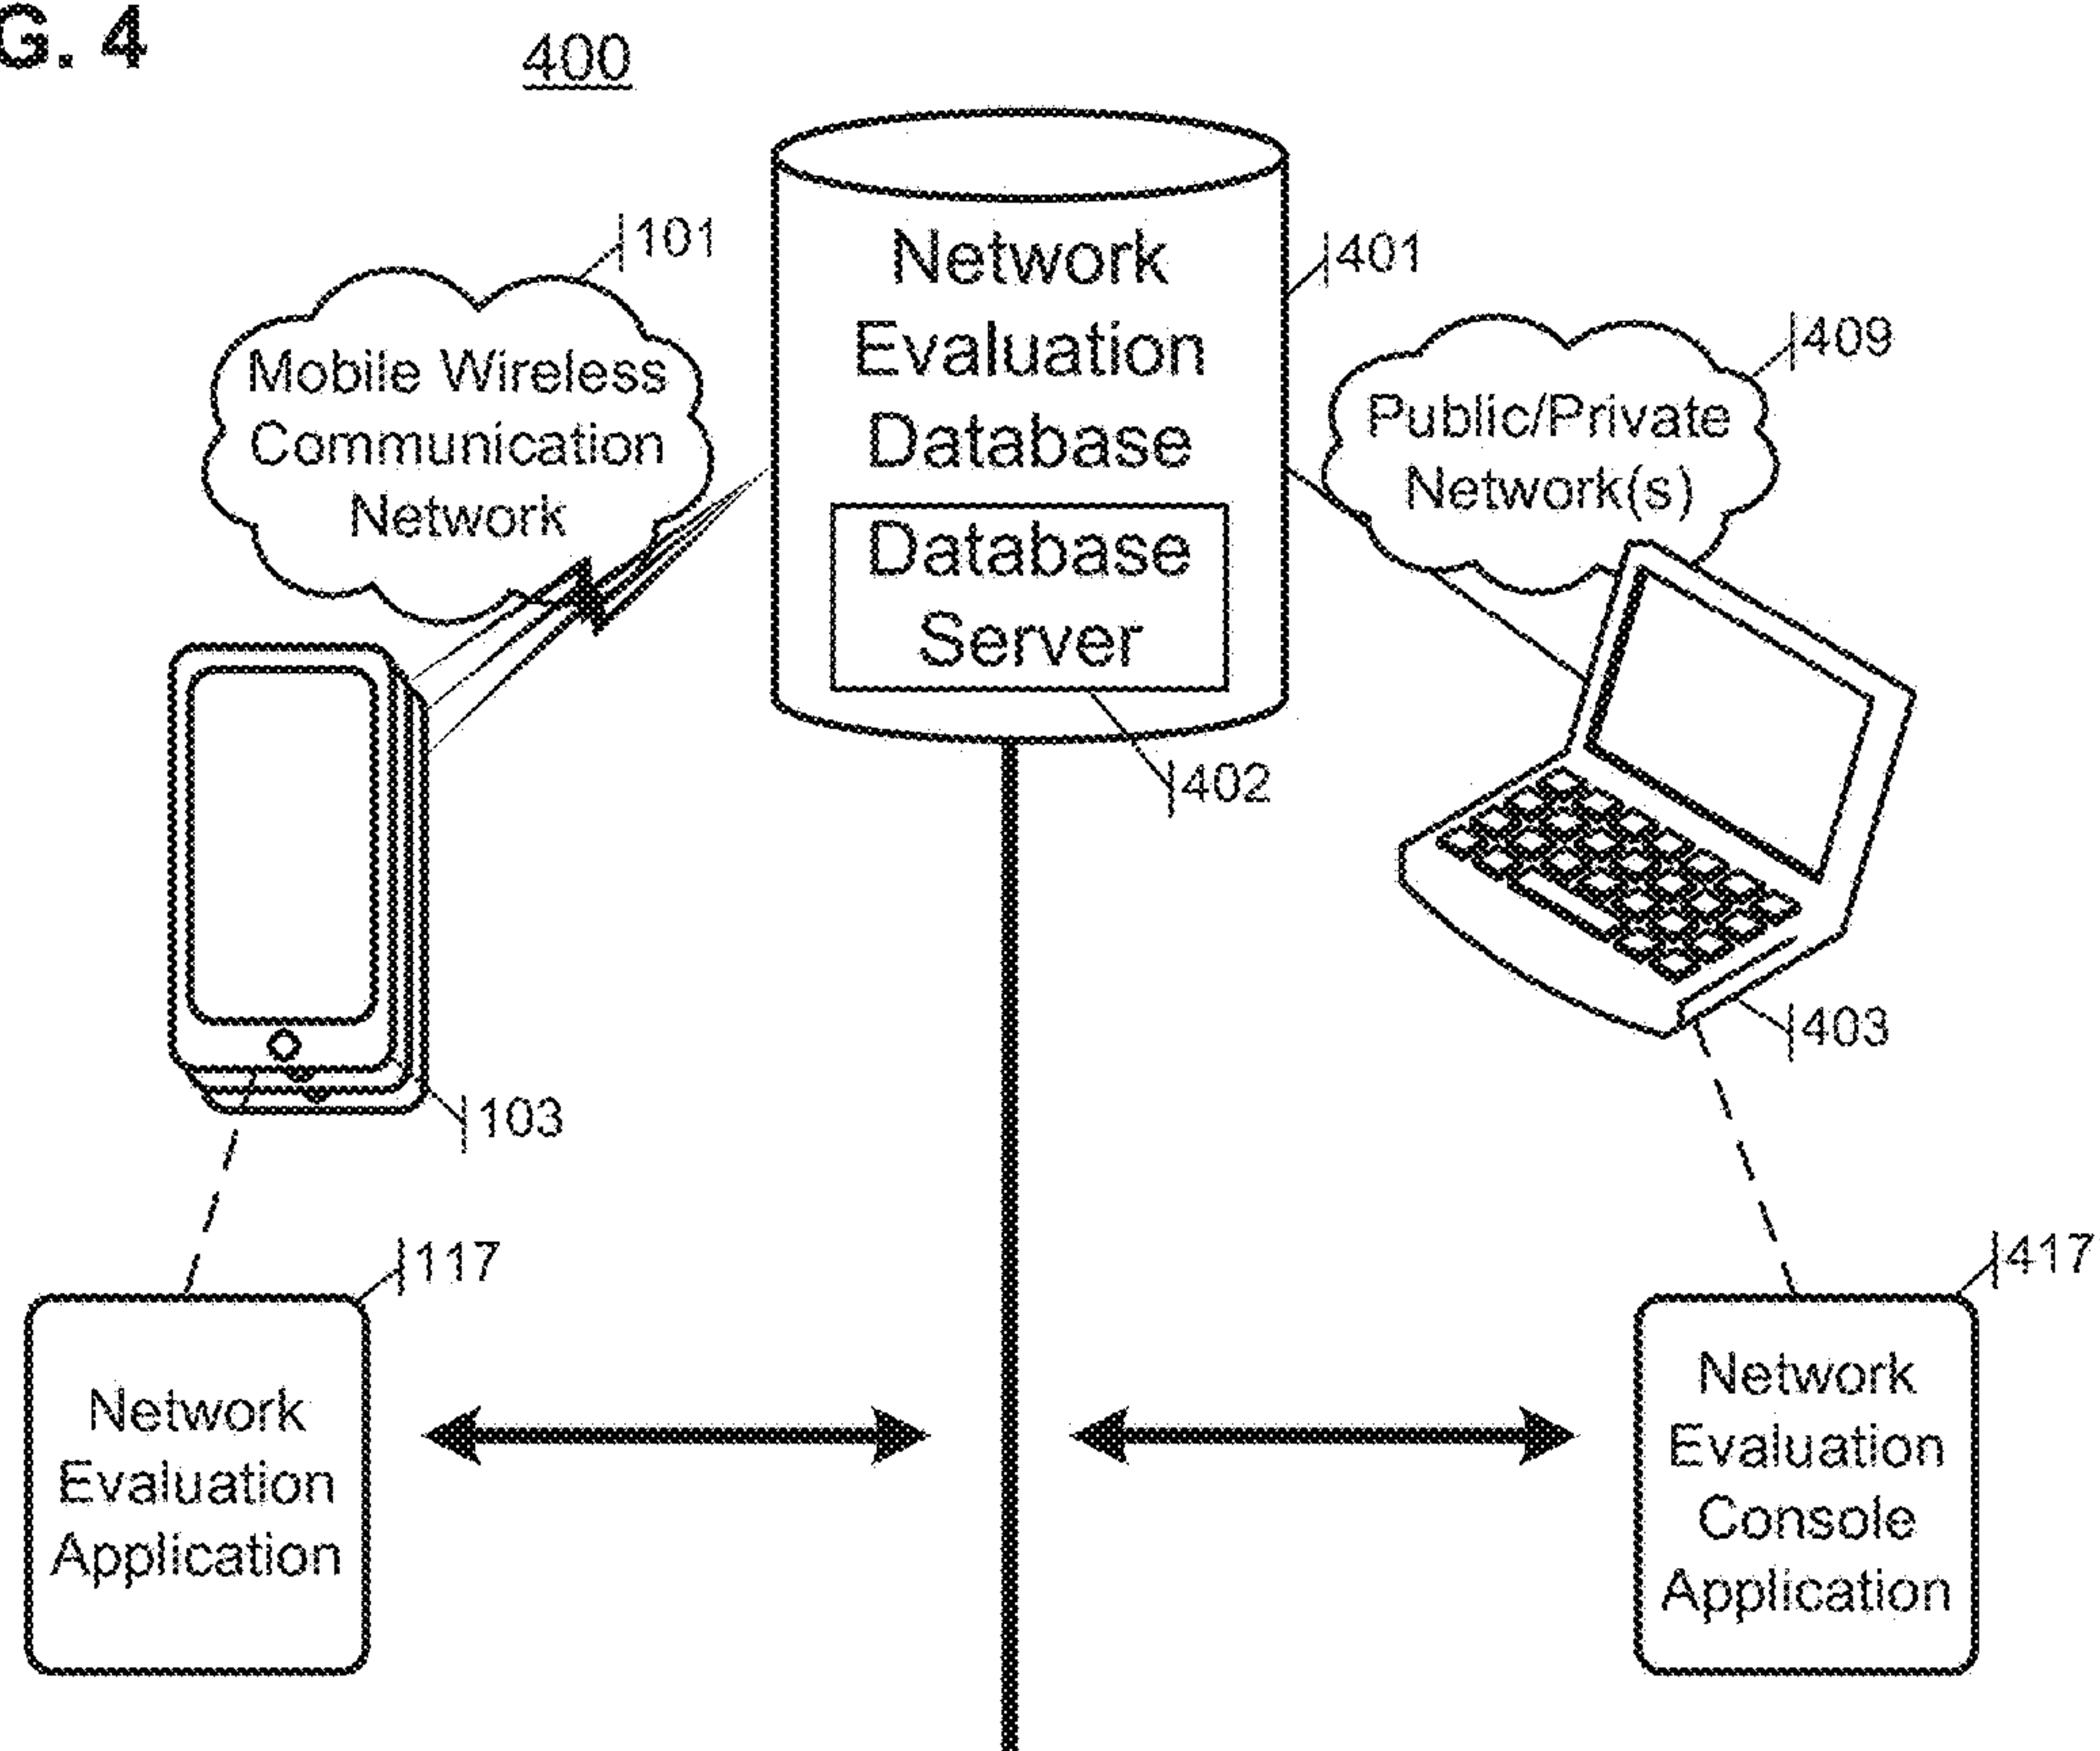 G. 4
400
101
Mobile Wireless
Communication
Network
Network
Evaluation
Database
401
Database
Server
402
409
Public/Private
Network(s)
103
403
117
Network
Evaluation
Application
417
Network
Evaluation
Console
Application